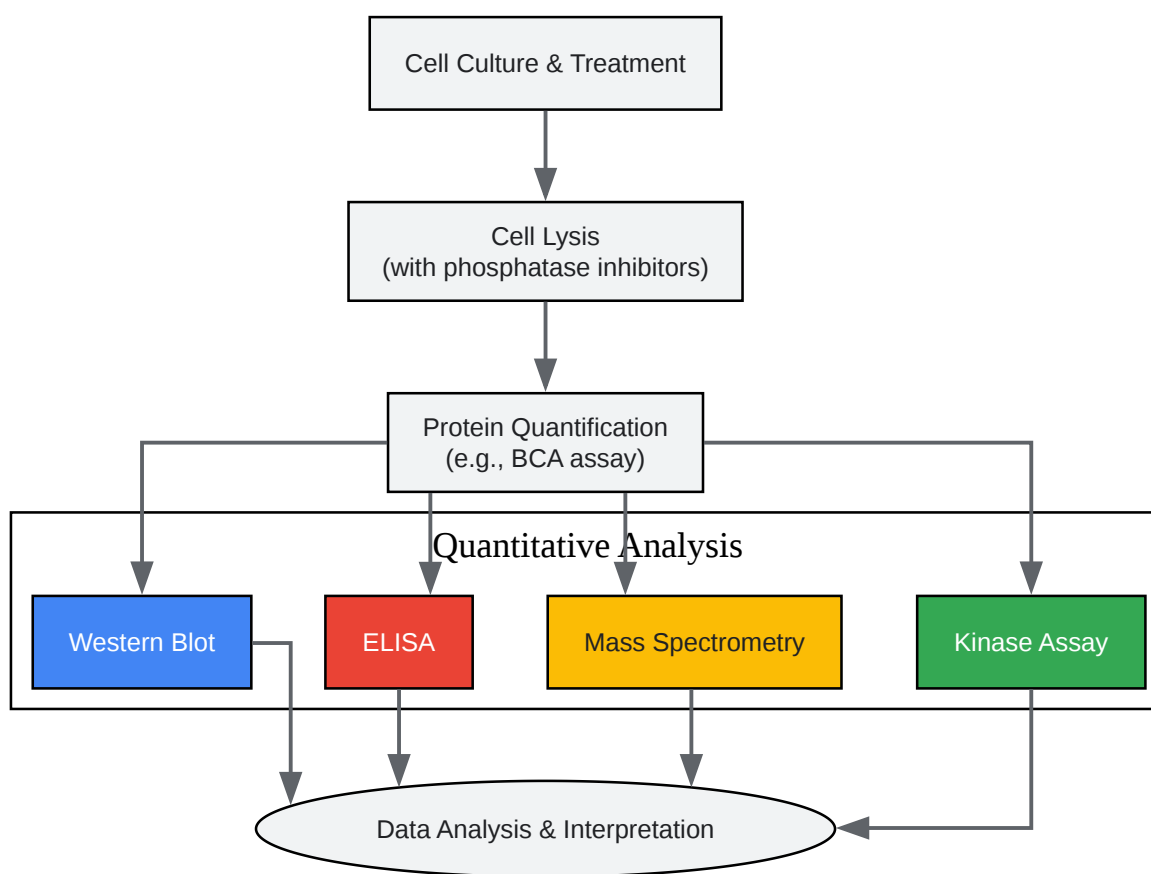 Cell Culture & Treatment
Cell Lysis
(with phosphatase inhibitors)
Protein Quantification
(e.g., BCA assay)
Quantitative Analysis
Western Blot
ELISA
Mass Spectrometry
Kinase Assay
Data Analysis & Interpretation